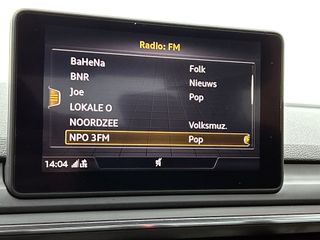 Radio: FM
BaHeNa Folk
BNR Nieuws
Joe Pop
LOKALE O
NOORDZEE Volksmuz.
NPO 3FM Pop
14:04